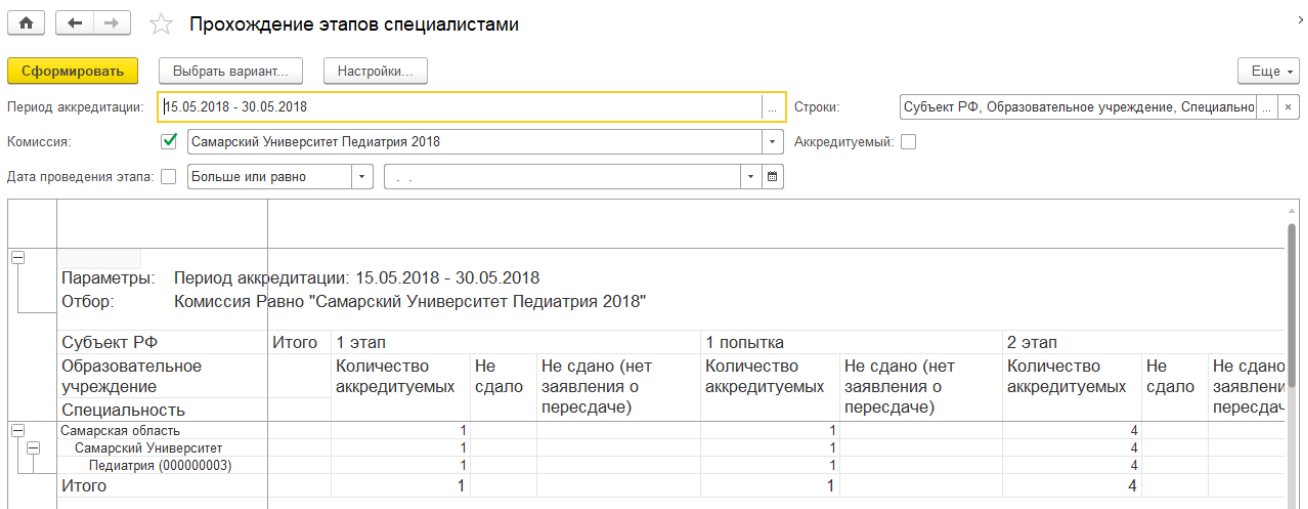 Прохождение этапов специалистами
Сформировать Выбрать вариант... Настройки... Еще
Период аккредитации: 15.05.2018 - 30.05.2018 ... Строки: Субъект РФ, Образовательное учреждение, Специально ... ×
Комиссия: Самарский Университет Педиатрия 2018 Аккредитуемый:
Дата проведения этапа: Больше или равно . .
Параметры: Период аккредитации: 15.05.2018 - 30.05.2018
Отбор: Комиссия Равно "Самарский Университет Педиатрия 2018"
Субъект РФ Итого 1 этап 1 попытка 2 этап
Образовательное Количество Не Не сдано (нет Количество Не сдано (нет Количество Не Не сдано
учреждение аккредитуемых сдало заявления о аккредитуемых заявления о аккредитуемых сдало заявлени
Специальность пересдаче) пересдаче) пересдач
Самарская область 1 1 4
Самарский Университет 1 1 4
Педиатрия (000000003) 1 1 4
Итого 1 1 4